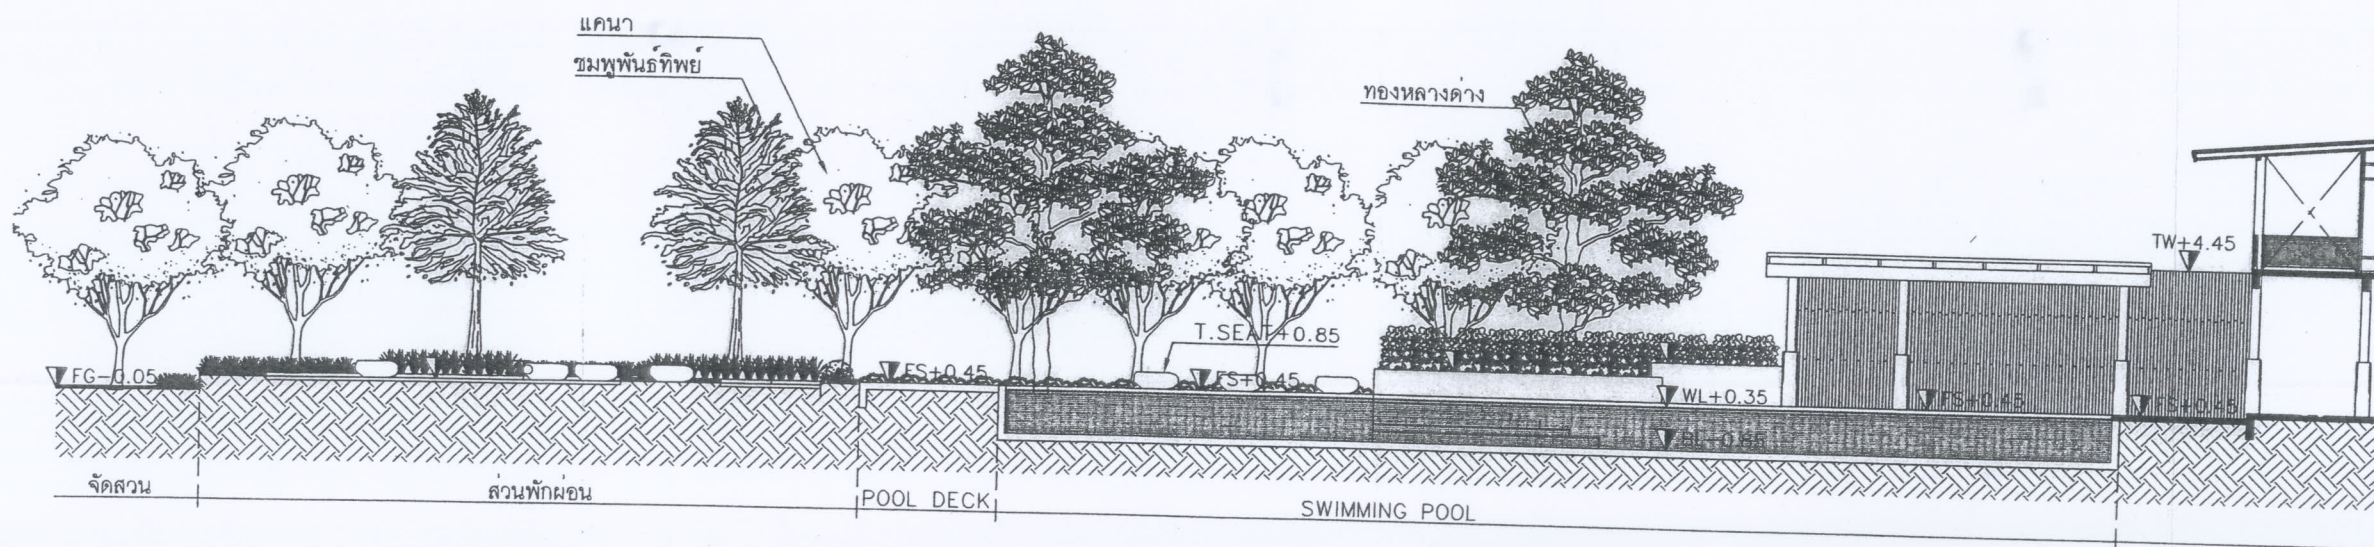 แคนา
ชมพูพันธ์ทิพย์
ทองหลางด่าง
TW+4.45
T.SEAT+0.85
FG-0.05
FS+0.45
FS+0.45
WL+0.35
FS+0.45
FS+0.45
BL-0.85
จัดสวน
ส่วนพักผ่อน
POOL DECK
SWIMMING POOL